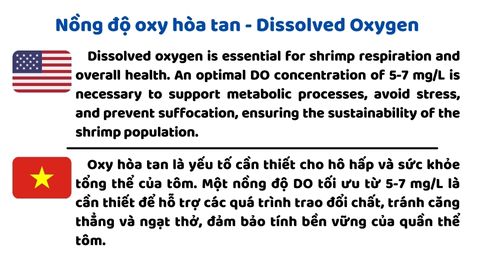 Nồng độ oxy hòa tan - Dissolved Oxygen
Dissolved oxygen is essential for shrimp respiration and
overall health. An optimal DO concentration of 5-7 mg/L is
necessary to support metabolic processes, avoid stress,
and prevent suffocation, ensuring the sustainability of the
shrimp population.
Oxy hòa tan là yếu tố cần thiết cho hô hấp và sức khỏe
tổng thể của tôm. Một nồng độ DO tối ưu từ 5-7 mg/L là
cần thiết để hỗ trợ các quá trình trao đổi chất, tránh căng
thẳng và ngạt thở, đảm bảo tính bền vững của quần thể
tôm.